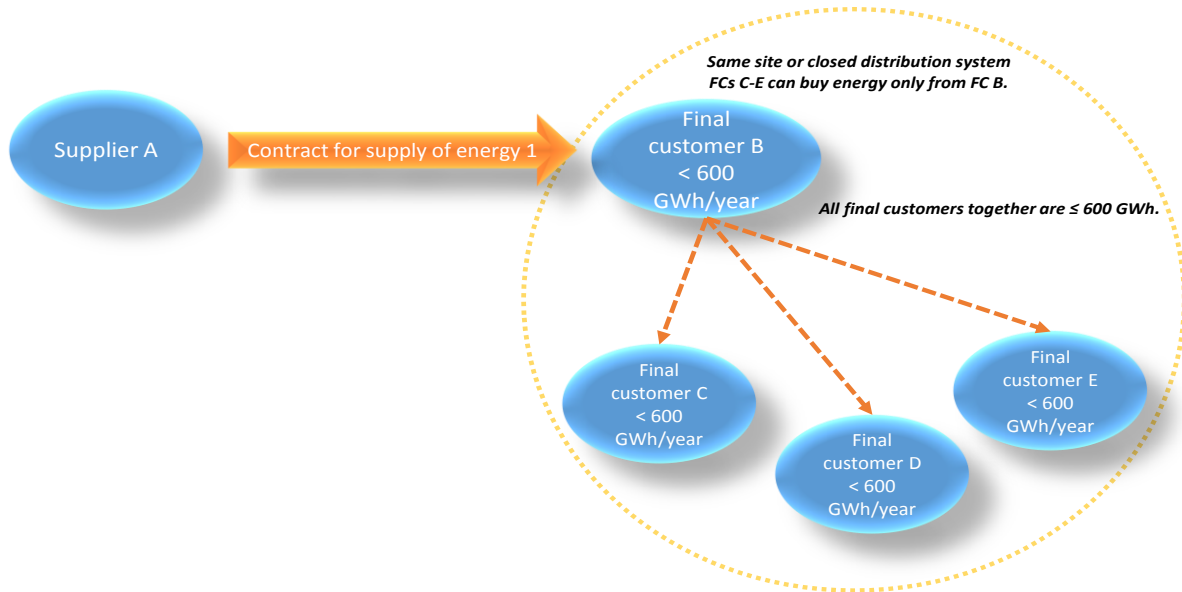 Same site or closed distribution system
FCs C-E can buy energy only from FC B.
Supplier A
Contract for supply of energy 1
Final
customer B
< 600
GWh/year
All final customers together are ≤ 600 GWh.
Final
customer C
< 600
GWh/year
Final
customer D
< 600
GWh/year
Final
customer E
< 600
GWh/year